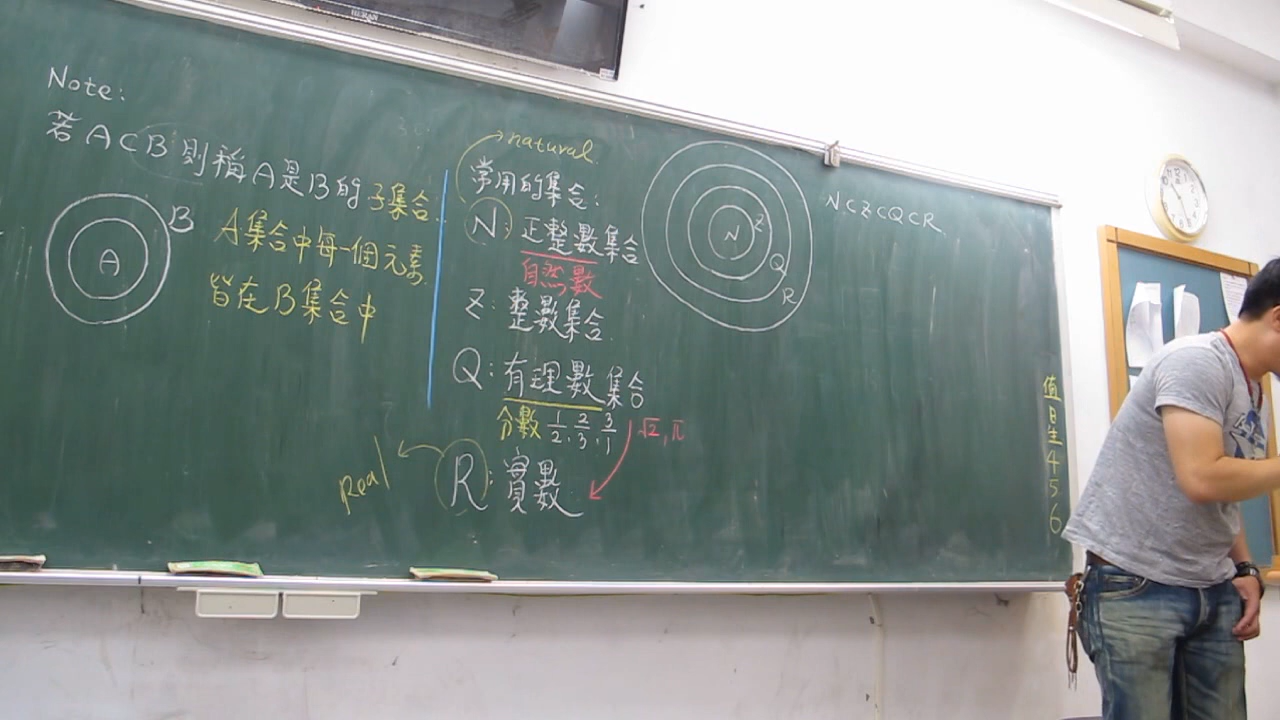 Note:
若 A⊂B 則稱A是B的子集合
A集合中每一個元素
皆在B集合中
A
B
natural
常用的集合:
N: 正整數集合
自然數
Z: 整數集合
Q: 有理數集合
分數 1/2, 2/3, 3/1
√2, π
R: 實數
Real
N
Z
Q
R
N⊂Z⊂Q⊂R
值日生456